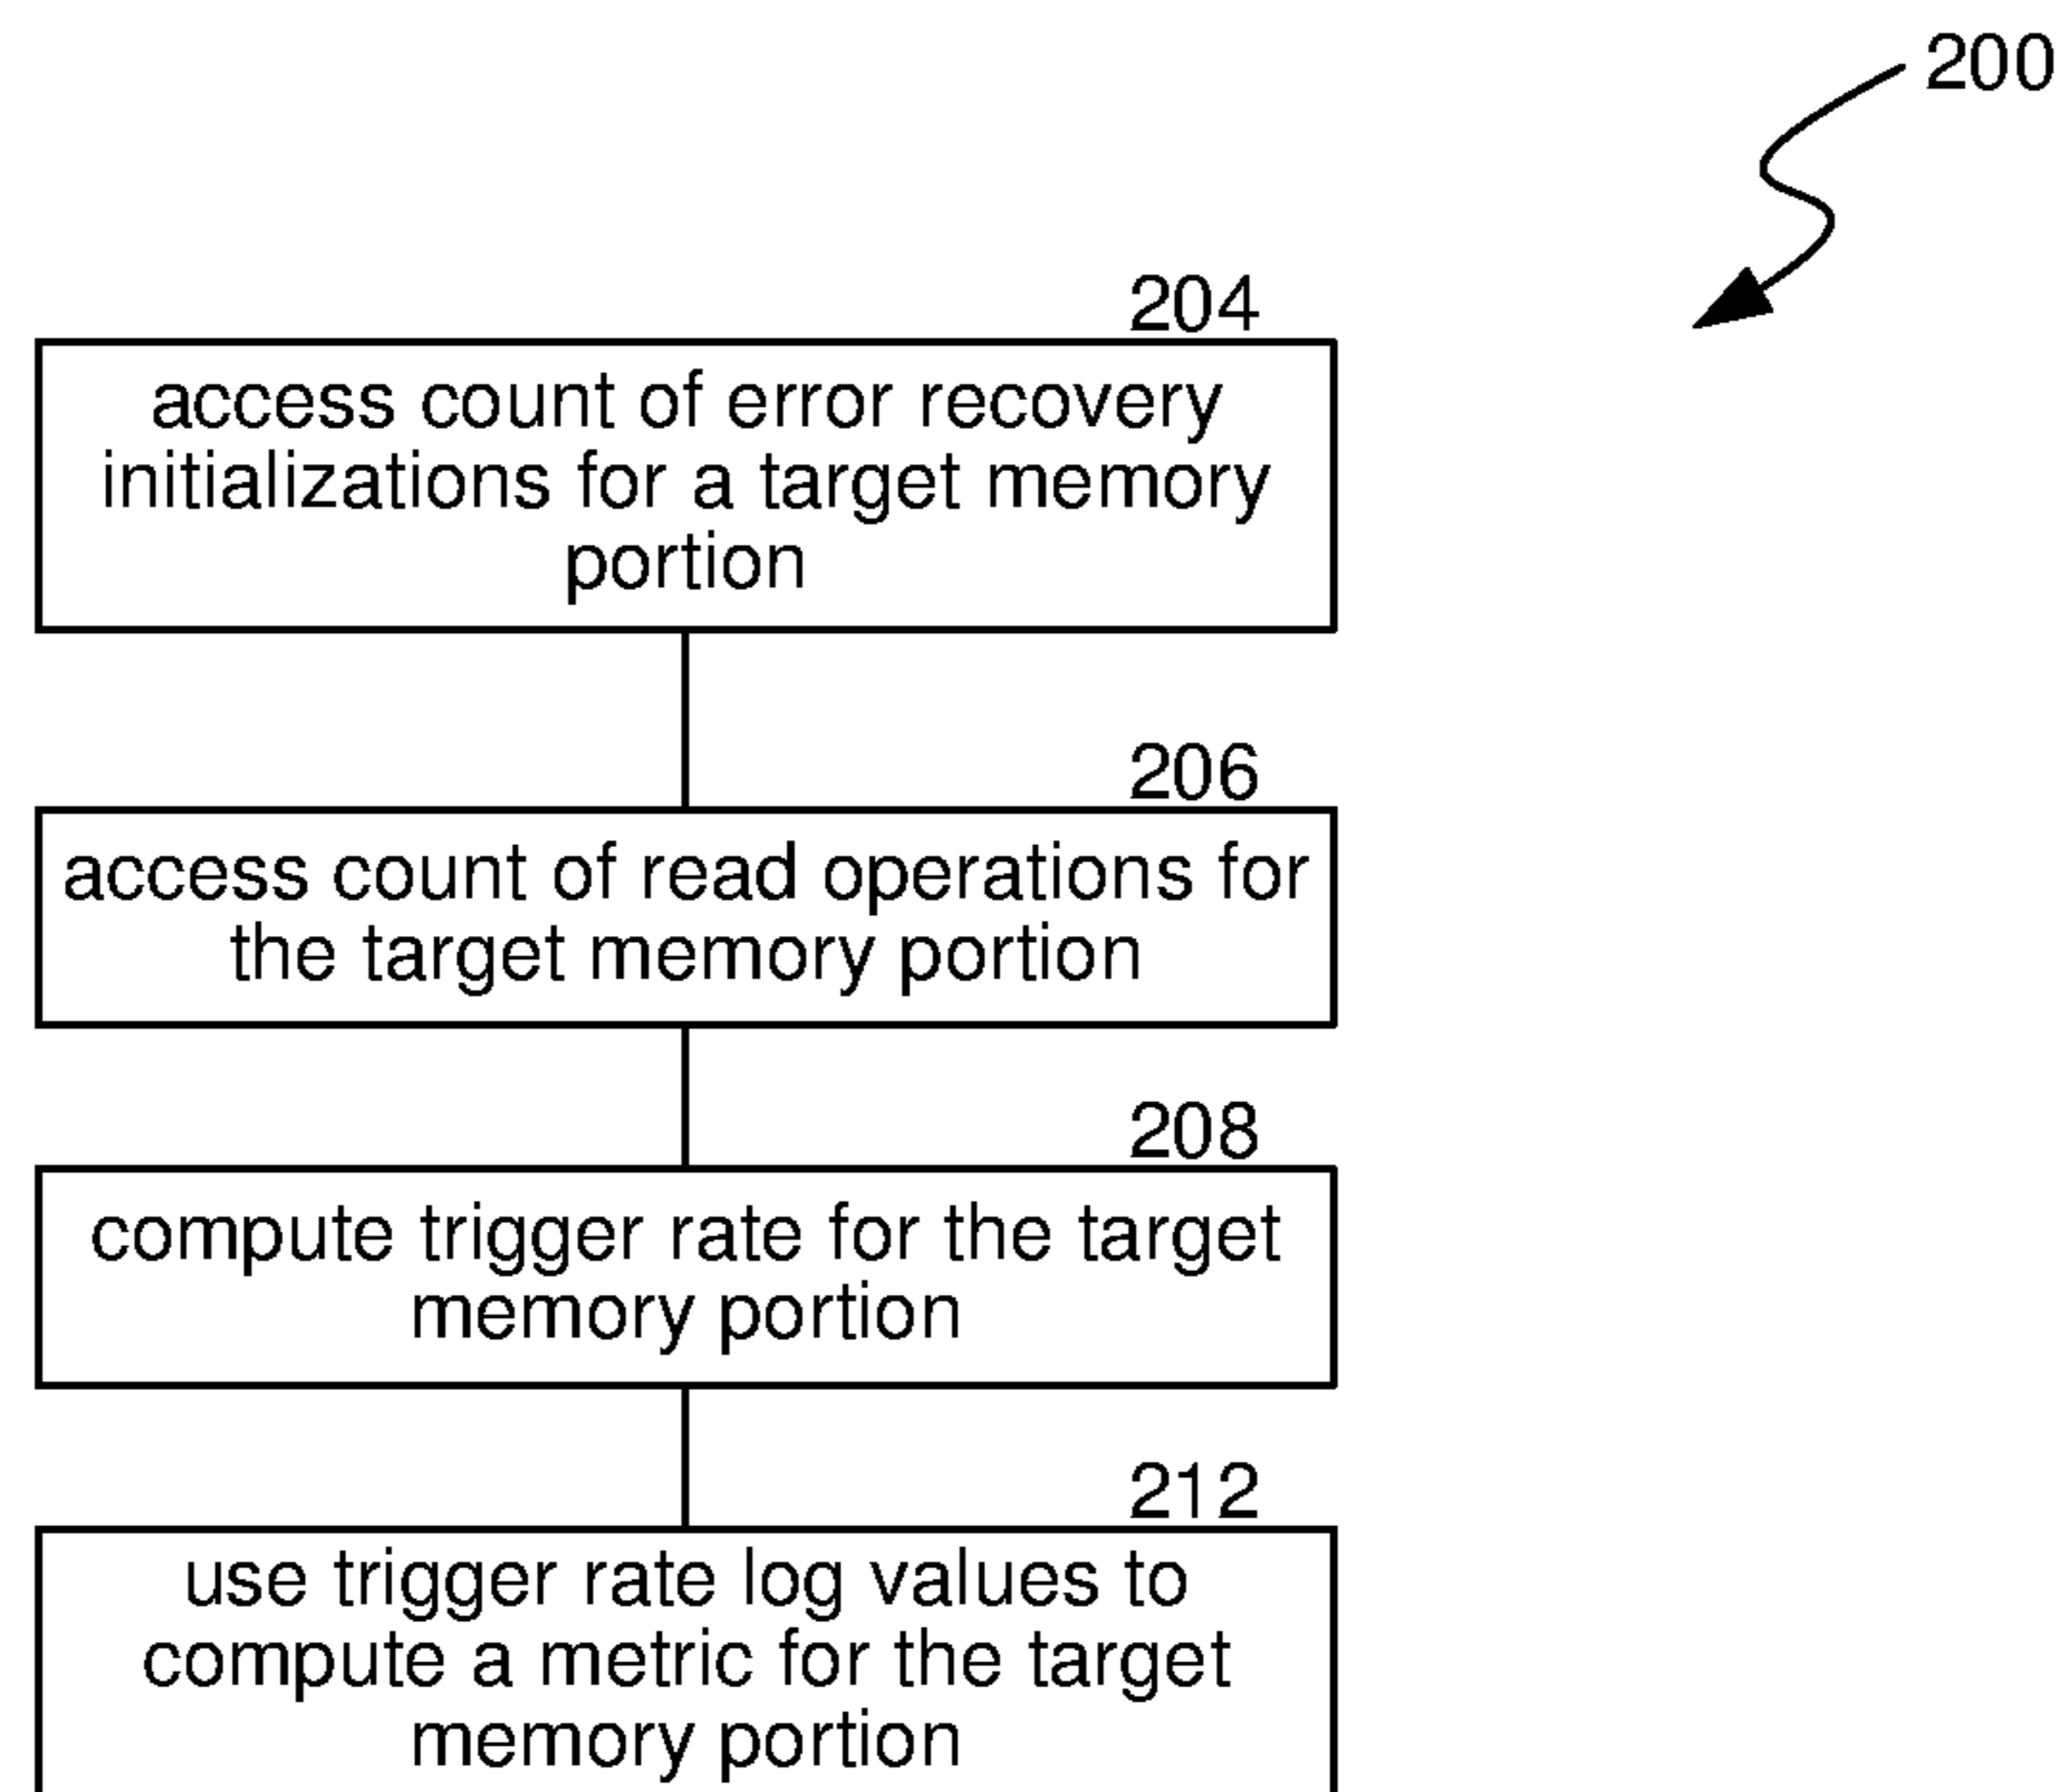 200
204
access count of error recovery
initializations for a target memory
portion
206
access count of read operations for
the target memory portion
208
compute trigger rate for the target
memory portion
212
use trigger rate log values to
compute a metric for the target
memory portion